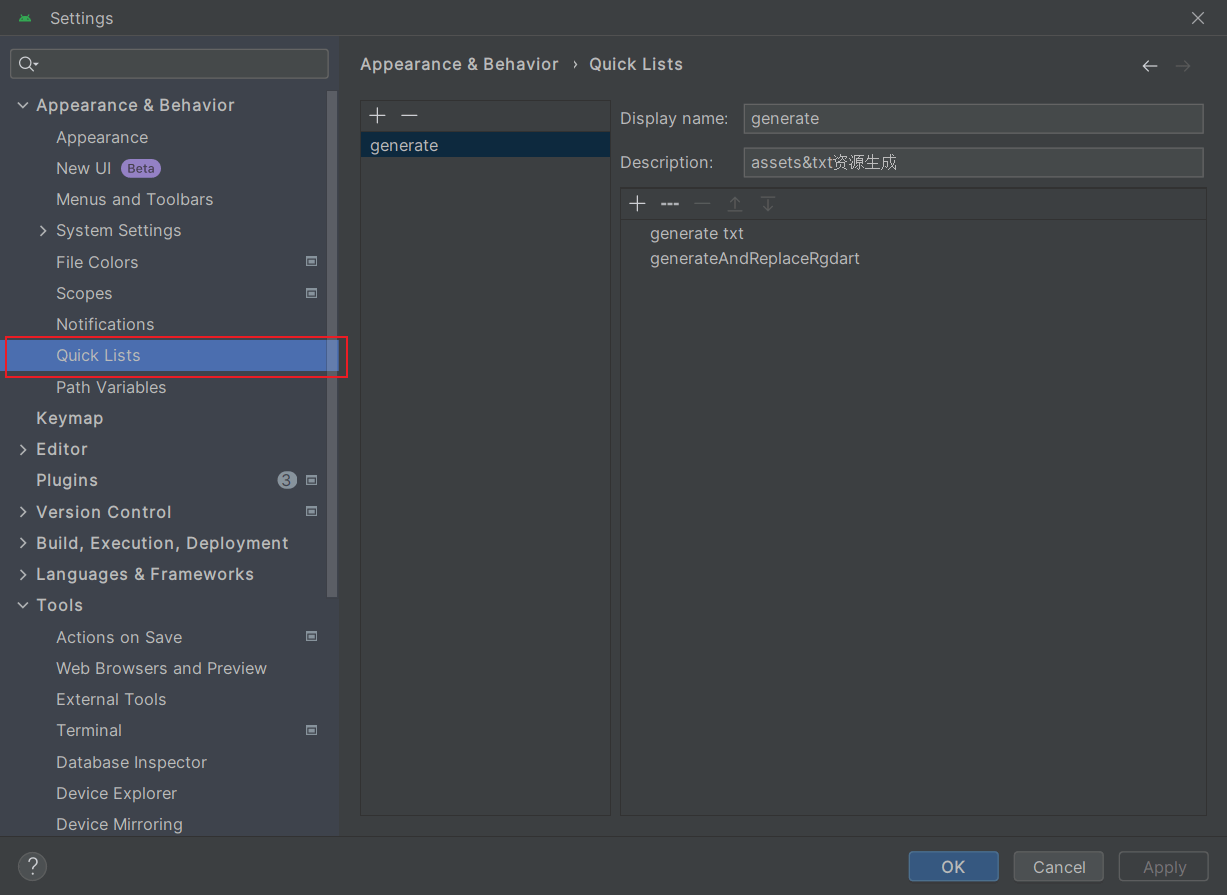 Settings
Appearance & Behavior
Appearance
New UI Beta
Menus and Toolbars
System Settings
File Colors
Scopes
Notifications
Quick Lists
Path Variables
Keymap
Editor
Plugins 3
Version Control
Build, Execution, Deployment
Languages & Frameworks
Tools
Actions on Save
Web Browsers and Preview
External Tools
Terminal
Database Inspector
Device Explorer
Device Mirroring
Appearance & Behavior › Quick Lists
generate
Display name: generate
Description: assets&txt资源生成
generate txt
generateAndReplaceRgdart
?
OK Cancel Apply